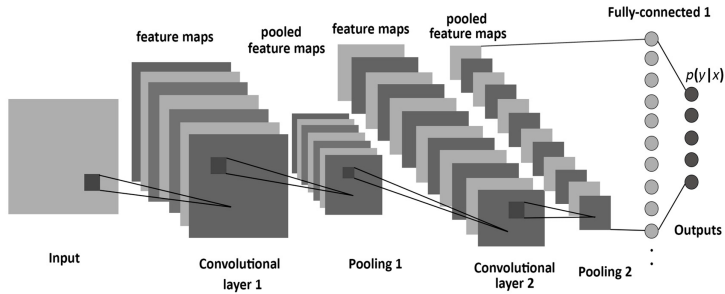 Fully-connected 1
pooled
feature maps
feature maps
pooled
feature maps
feature maps
p(y|x)
Outputs
Input
Convolutional
layer 1
Pooling 1
Convolutional
layer 2
Pooling 2